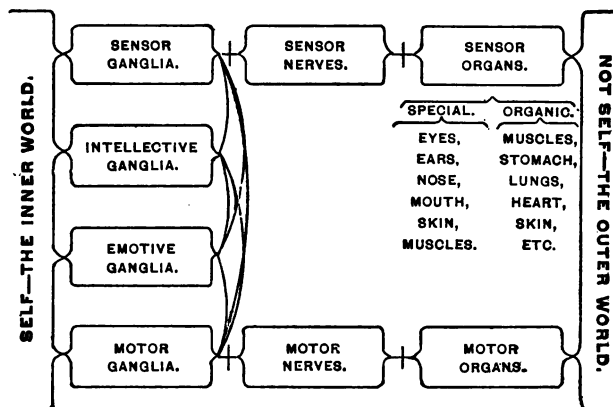 SELF—THE INNER WORLD.
SENSOR
GANGLIA.
SENSOR
NERVES.
SENSOR
ORGANS.
SPECIAL. ORGANIC.
EYES, MUSCLES,
EARS, STOMACH,
NOSE, LUNGS,
MOUTH, HEART,
SKIN, SKIN,
MUSCLES. ETC.
INTELLECTIVE
GANGLIA.
EMOTIVE
GANGLIA.
MOTOR
GANGLIA.
MOTOR
NERVES.
MOTOR
ORGANS.
NOT SELF—THE OUTER WORLD.